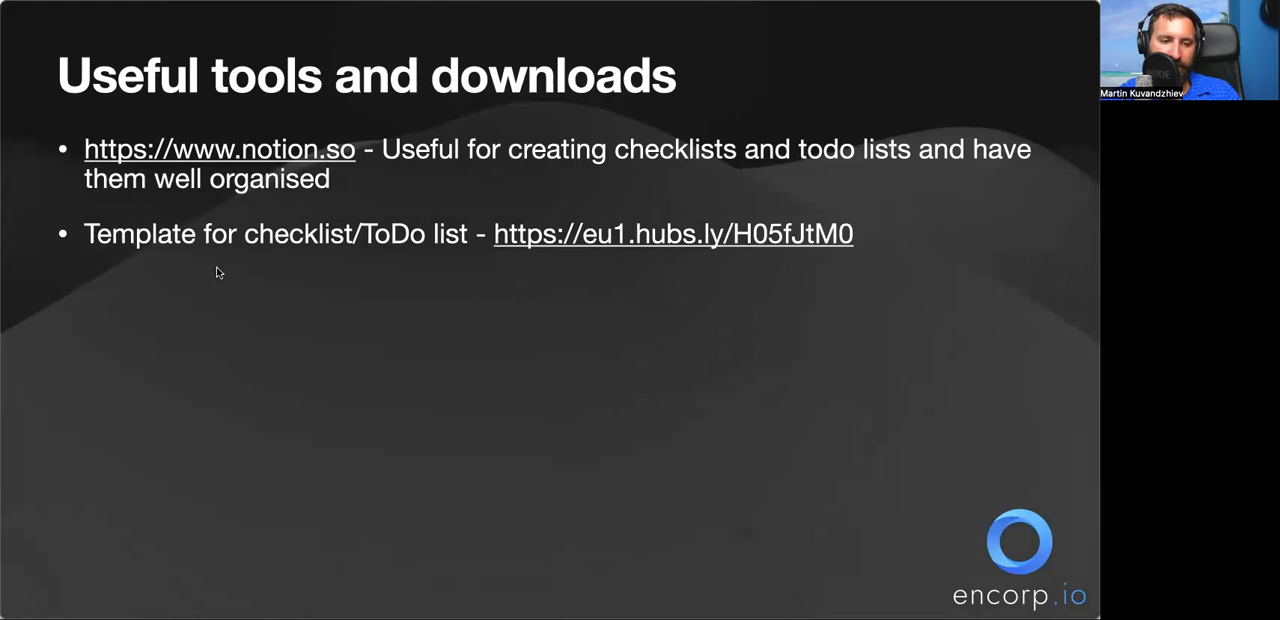 Useful tools and downloads
• https://www.notion.so - Useful for creating checklists and todo lists and have
them well organised
• Template for checklist/ToDo list - https://eu1.hubs.ly/H05fJtM0
encorp.io
RØDE
Martin Kuvandzhiev